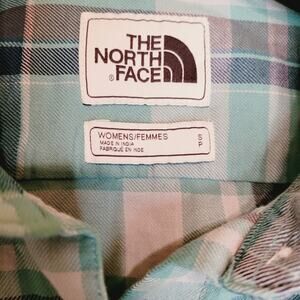 THE
NORTH
FACE
®
WOMENS/FEMMES
MADE IN INDIA
FABRIQUÉ EN INDE
S
P